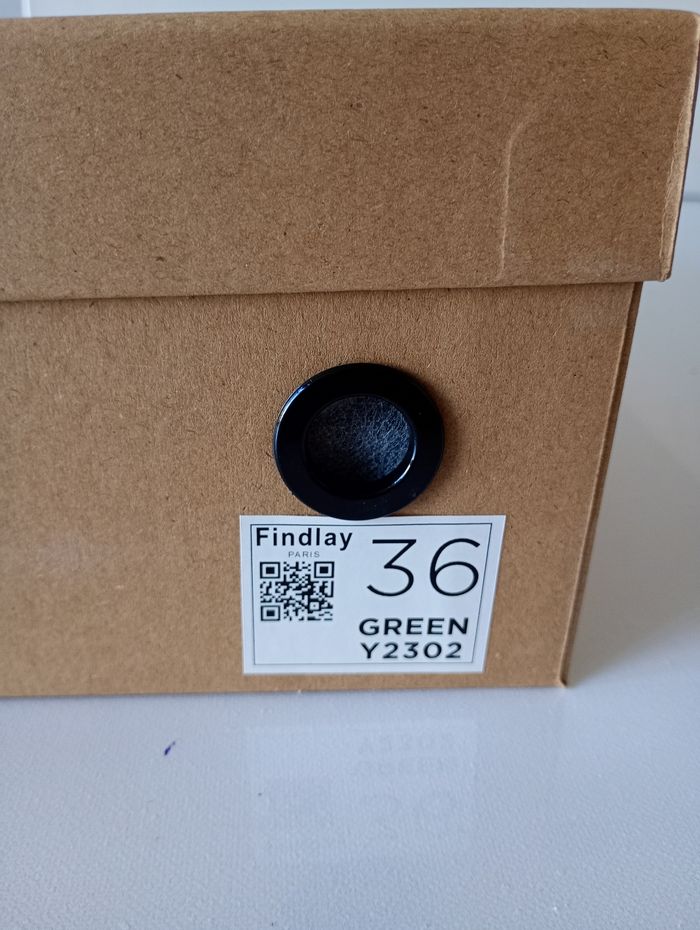 Findlay
PARIS
36
GREEN
Y2302